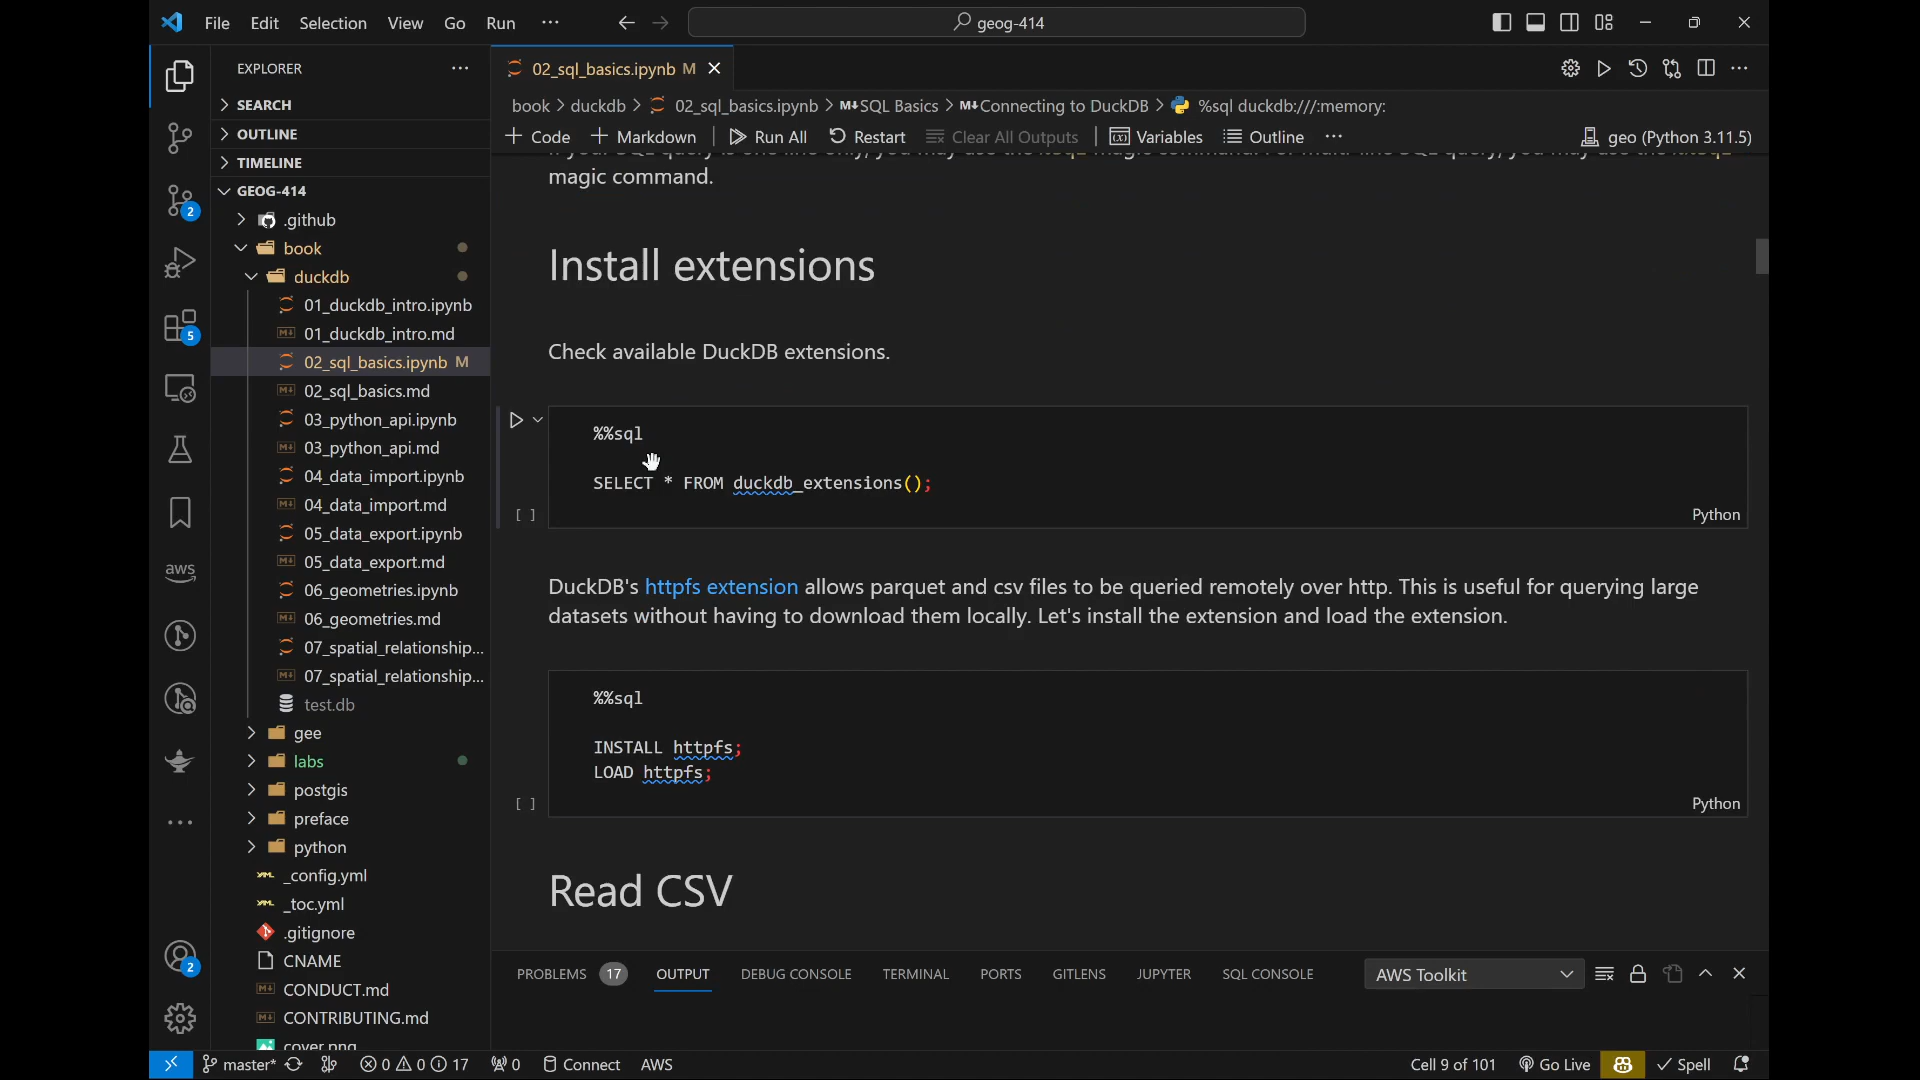 File Edit Selection View Go Run ··· geog-414
EXPLORER ···
SEARCH
OUTLINE
TIMELINE
GEOG-414
.github
book
duckdb
01_duckdb_intro.ipynb
01_duckdb_intro.md
02_sql_basics.ipynb M
02_sql_basics.md
03_python_api.ipynb
03_python_api.md
04_data_import.ipynb
04_data_import.md
05_data_export.ipynb
05_data_export.md
06_geometries.ipynb
06_geometries.md
07_spatial_relationship...
07_spatial_relationship...
test.db
gee
labs
postgis
preface
python
_config.yml
_toc.yml
.gitignore
CNAME
CONDUCT.md
CONTRIBUTING.md
cover.png
2
5
aws
2
02_sql_basics.ipynb M
book > duckdb > 02_sql_basics.ipynb > M↓SQL Basics > M↓Connecting to DuckDB > %sql duckdb:///:memory:
+ Code + Markdown Run All Restart Clear All Outputs Variables Outline ··· geo (Python 3.11.5)
magic command.
Install extensions
Check available DuckDB extensions.
%%sql
SELECT * FROM duckdb_extensions();
[ ] Python
DuckDB's httpfs extension allows parquet and csv files to be queried remotely over http. This is useful for querying large
datasets without having to download them locally. Let's install the extension and load the extension.
%%sql
INSTALL httpfs;
LOAD httpfs;
[ ] Python
Read CSV
PROBLEMS 17 OUTPUT DEBUG CONSOLE TERMINAL PORTS GITLENS JUPYTER SQL CONSOLE AWS Toolkit
master* 0 0 17 0 Connect AWS Cell 9 of 101 Go Live Spell